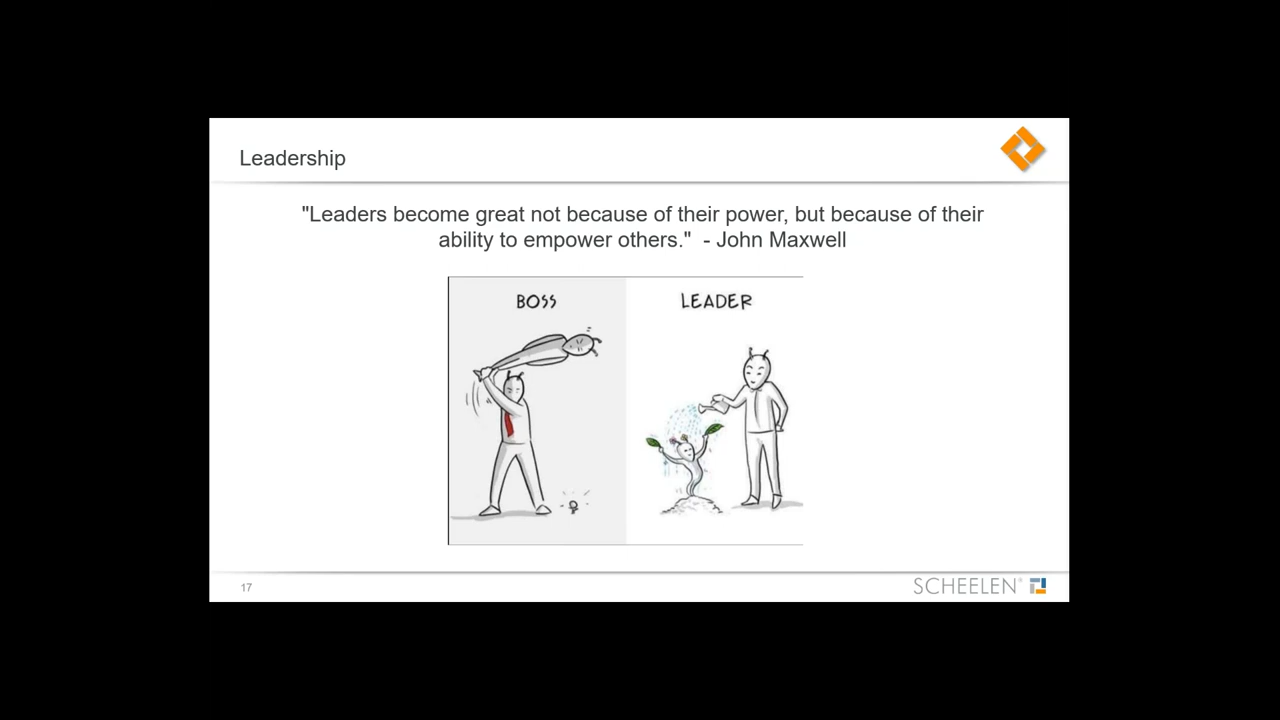 Leadership
"Leaders become great not because of their power, but because of their
ability to empower others." - John Maxwell
BOSS
LEADER
17
SCHEELEN®